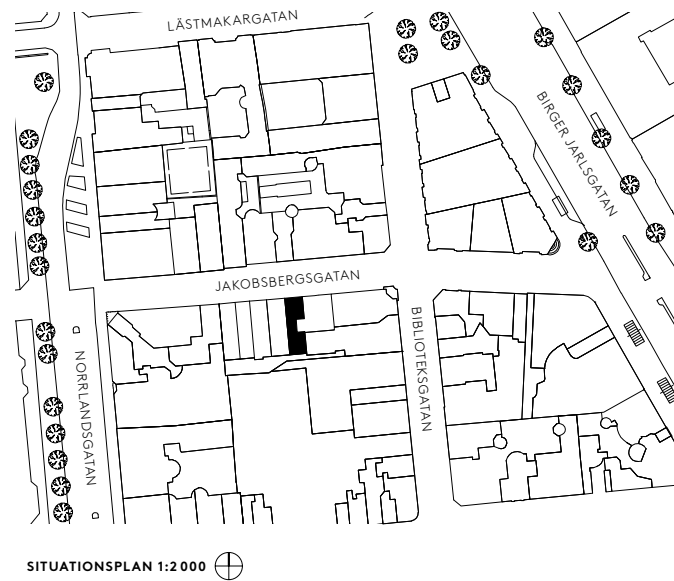 LÄSTMAKARGATAN
BIRGER JARLSGATAN
JAKOBSBERGSGATAN
BIBLIOTEKSGATAN
NORRLANDSGATAN
SITUATIONSPLAN 1:2 000